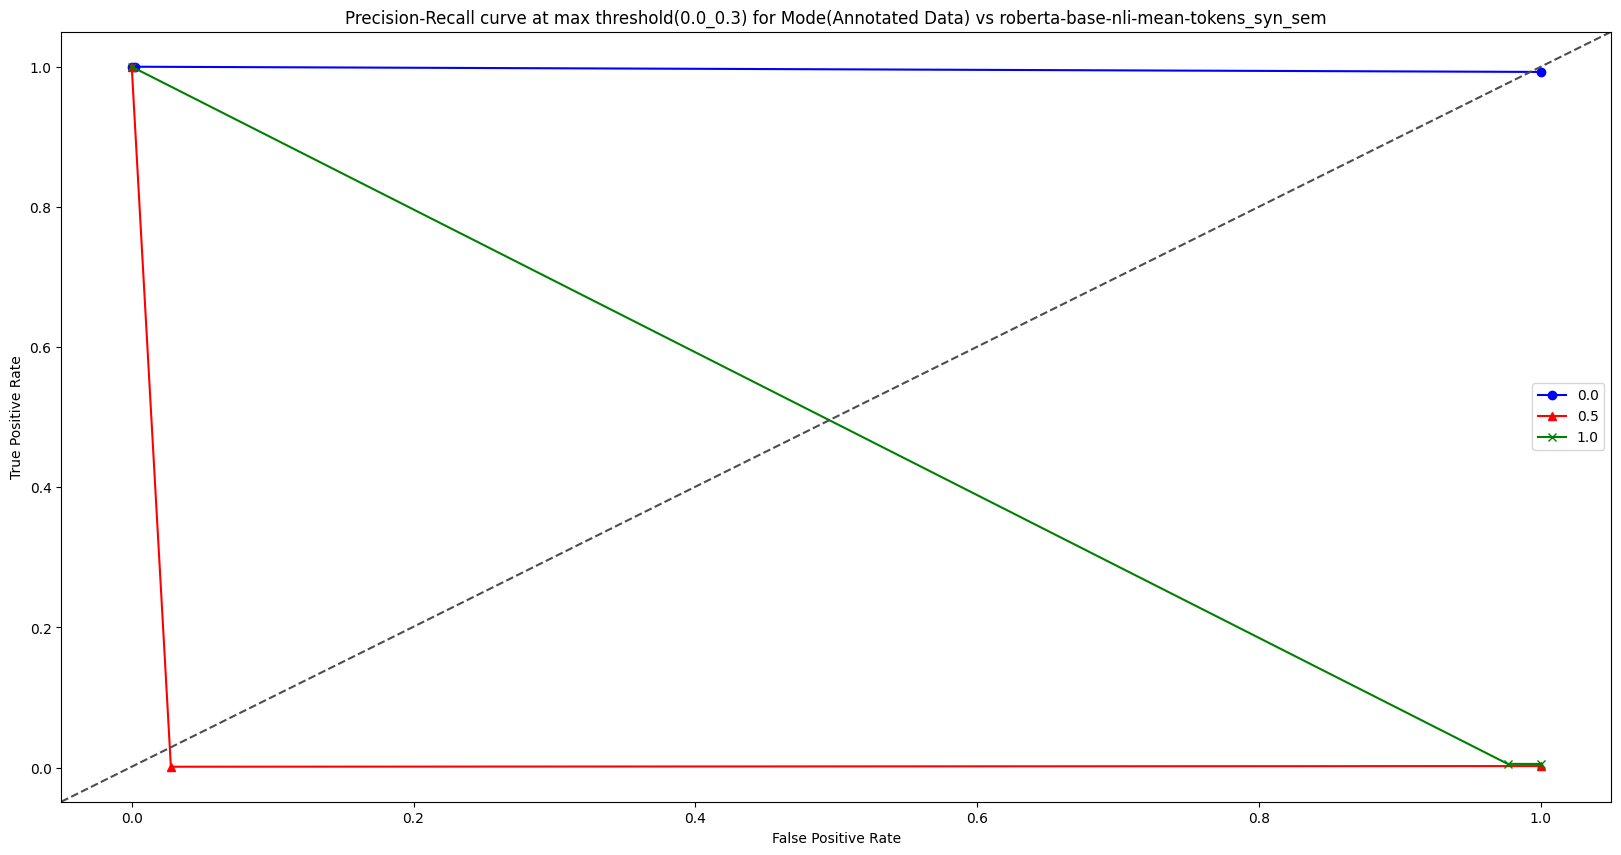 Precision-Recall curve at max threshold(0.0_0.3) for Mode(Annotated Data) vs roberta-base-nli-mean-tokens_syn_sem
1.0
0.8
0.6
0.4
0.2
0.0
True Positive Rate
0.0
0.5
1.0
0.0 0.2 0.4 0.6 0.8 1.0
False Positive Rate